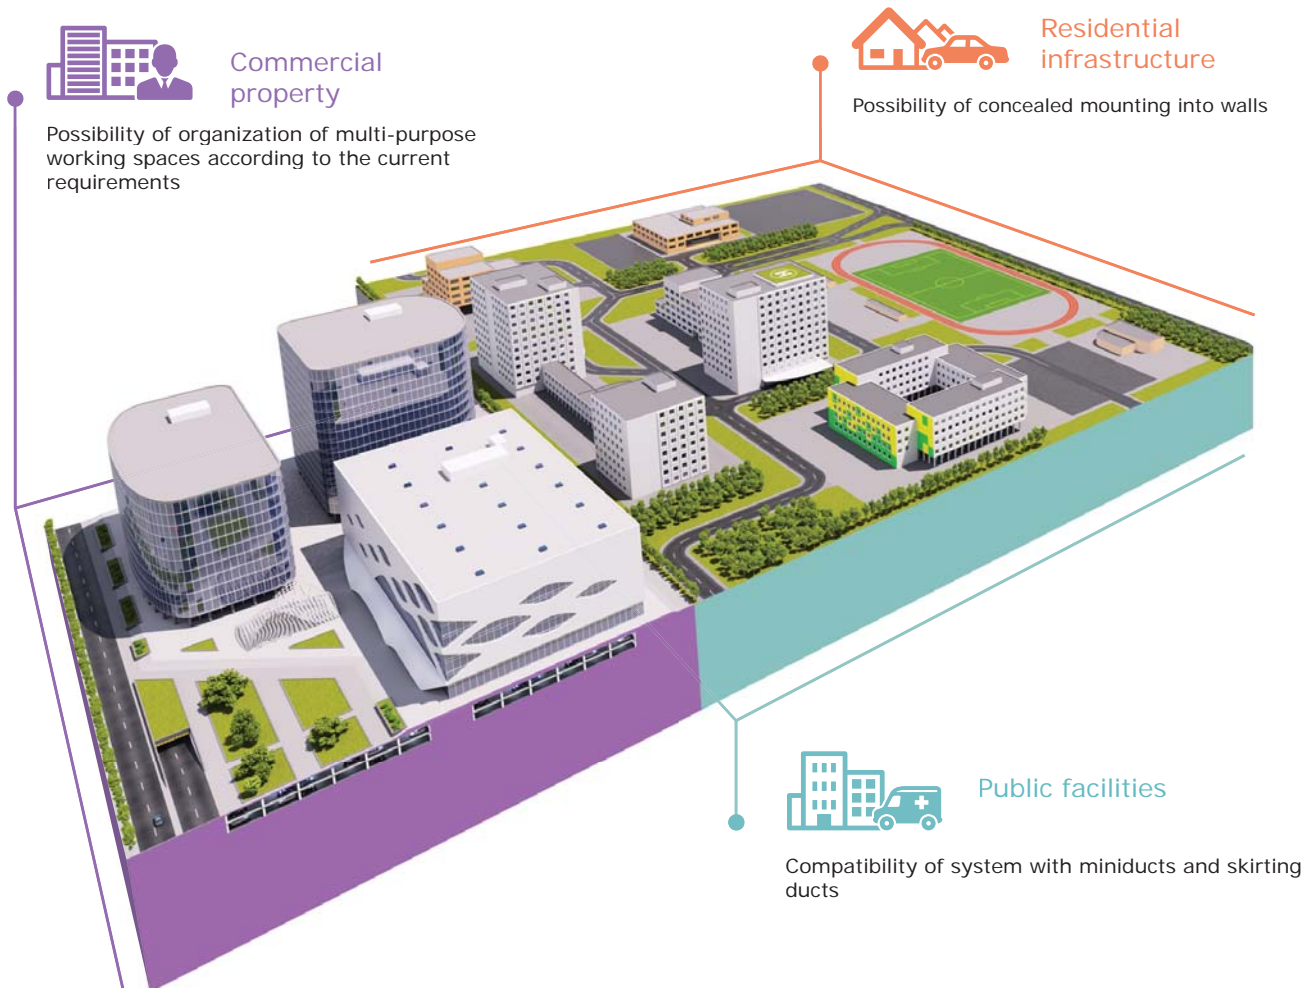 Commercial
property
Possibility of organization of multi-purpose
working spaces according to the current
requirements
Residential
infrastructure
Possibility of concealed mounting into walls
Public facilities
Compatibility of system with miniducts and skirting
ducts